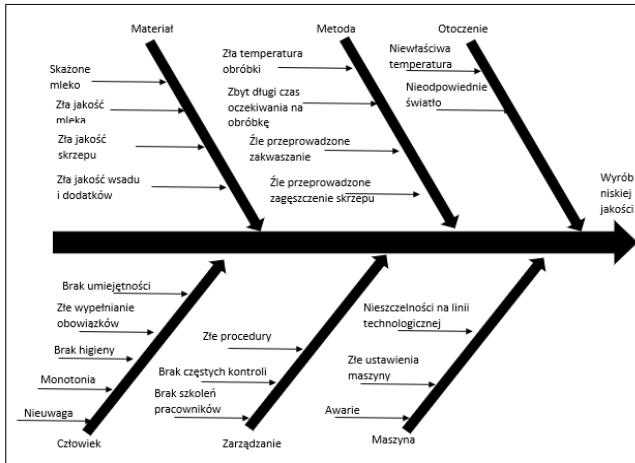 Materiał
Metoda
Otoczenie
Skażone
mleko
Zła jakość
mleka
Zła jakość
skrzepu
Zła jakość wsadu
i dodatków
Zła temperatura
obróbki
Zbyt długi czas
oczekiwania na
obróbkę
Źle przeprowadzone
zakwaszanie
Źle przeprowadzone
zagęszczenie skrzepu
Niewłaściwa
temperatura
Nieodpowiednie
światło
Wyrób
niskiej
jakości
Brak umiejętności
Złe wypełnianie
obowiązków
Brak higieny
Monotonia
Nieuwaga
Człowiek
Złe procedury
Brak częstych kontroli
Brak szkoleń
pracowników
Zarządzanie
Nieszczelności na linii
technologicznej
Złe ustawienia
maszyny
Awarie
Maszyna